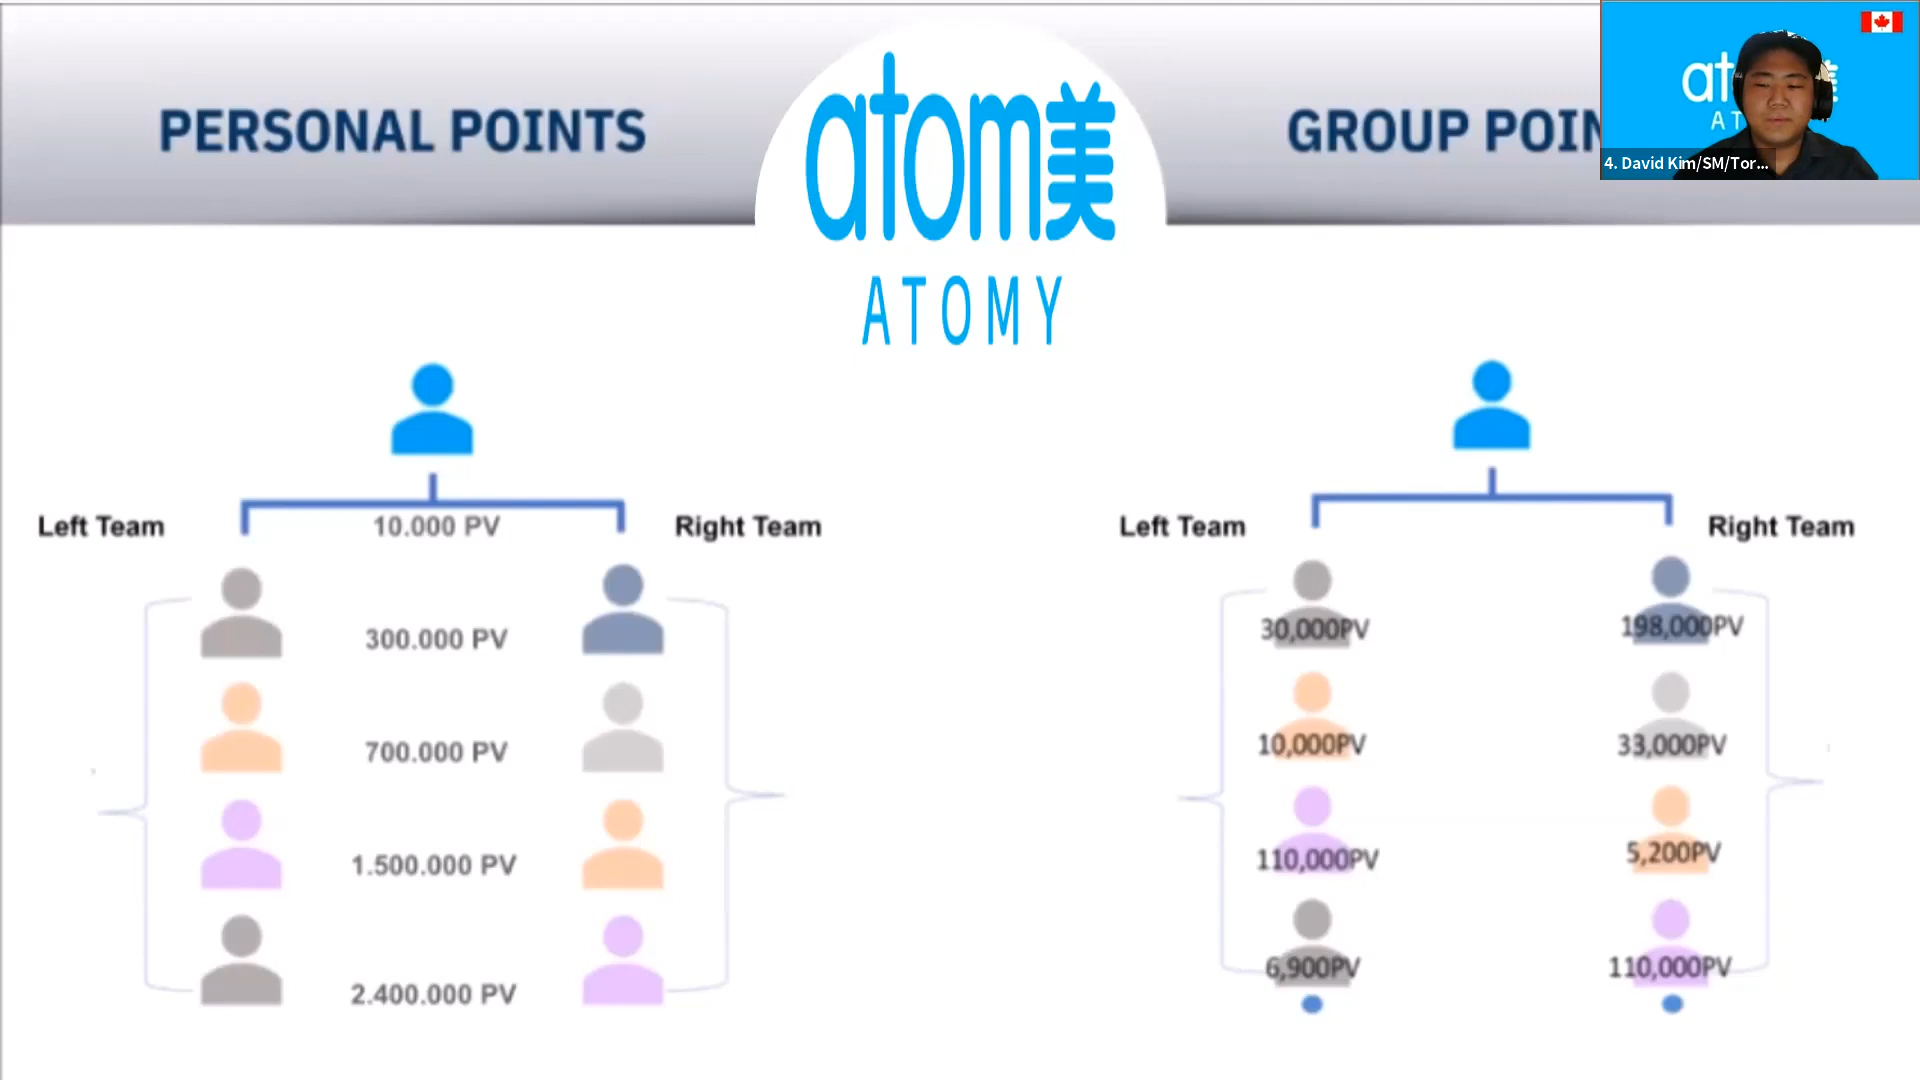 PERSONAL POINTS
atom美
ATOMY
GROUP POIN
at
AT
4. David Kim/SM/Tor...
Left Team
10.000 PV
Right Team
300.000 PV
700.000 PV
1.500.000 PV
2.400.000 PV
Left Team
Right Team
30,000PV
198,000PV
10,000PV
33,000PV
110,000PV
5,200PV
6,900PV
110,000PV